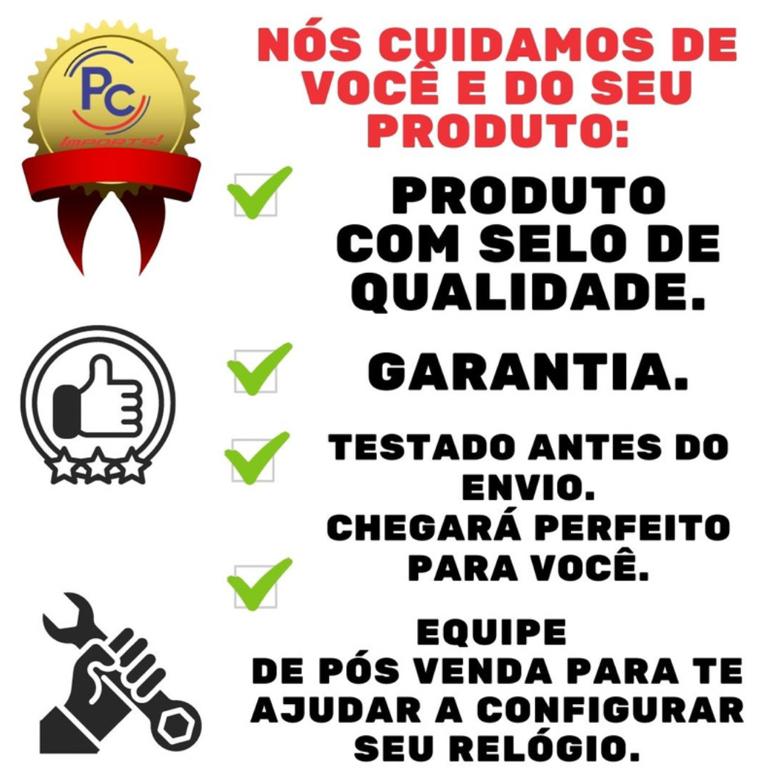 PC
IMPORTS!
NÓS CUIDAMOS DE
VOCÊ E DO SEU
PRODUTO:
PRODUTO
COM SELO DE
QUALIDADE.
GARANTIA.
TESTADO ANTES DO
ENVIO.
CHEGARÁ PERFEITO
PARA VOCÊ.
EQUIPE
DE PÓS VENDA PARA TE
AJUDAR A CONFIGURAR
SEU RELÓGIO.